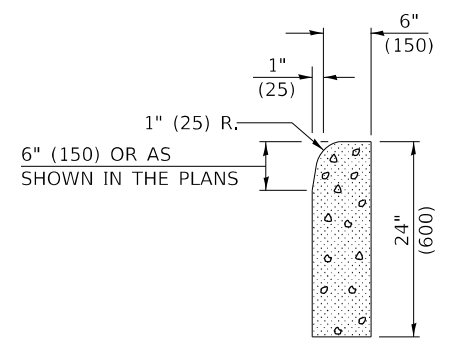 6"
(150)
1"
(25)
1" (25) R.
6" (150) OR AS
SHOWN IN THE PLANS
24"
(600)